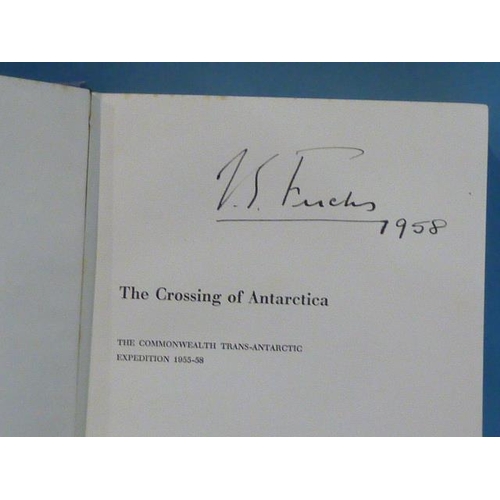 V.E. Fuchs
1958
The Crossing of Antarctica
THE COMMONWEALTH TRANS-ANTARCTIC
EXPEDITION 1955-58